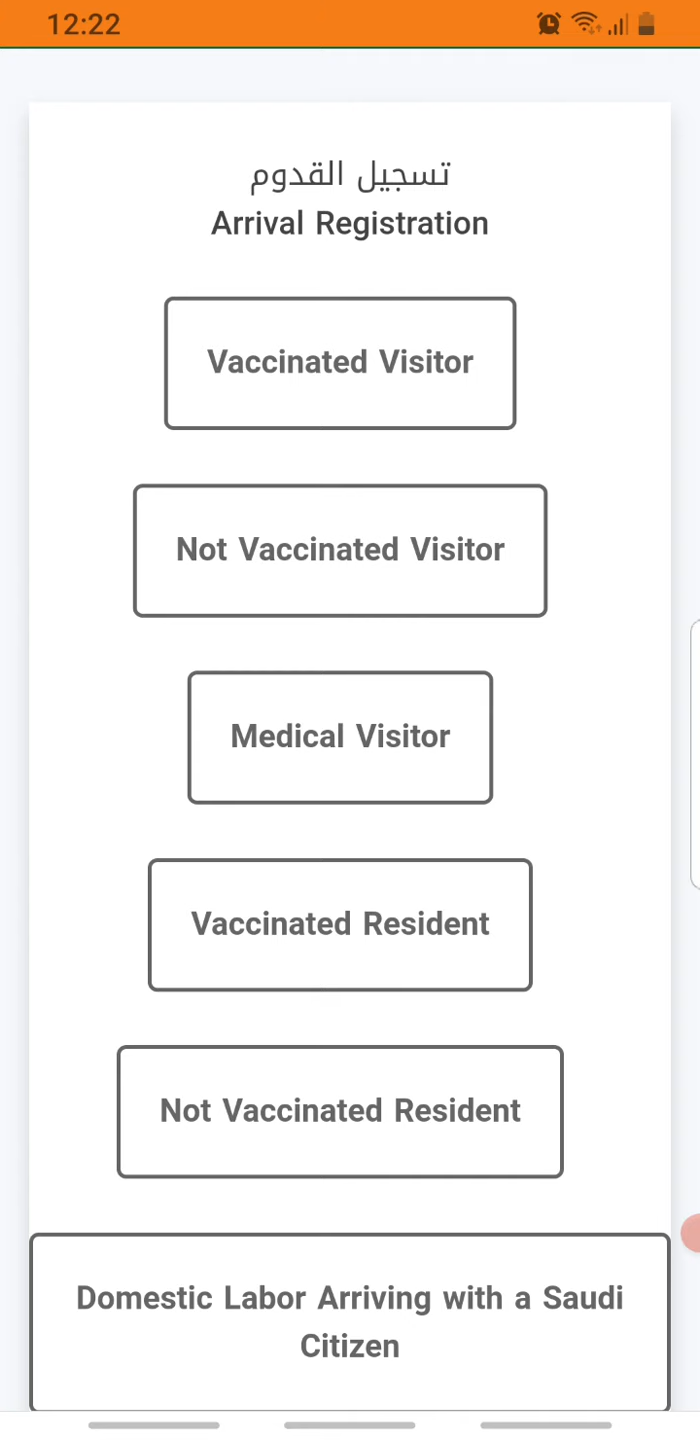 12:22
تسجيل القدوم
Arrival Registration
Vaccinated Visitor
Not Vaccinated Visitor
Medical Visitor
Vaccinated Resident
Not Vaccinated Resident
Domestic Labor Arriving with a Saudi
Citizen